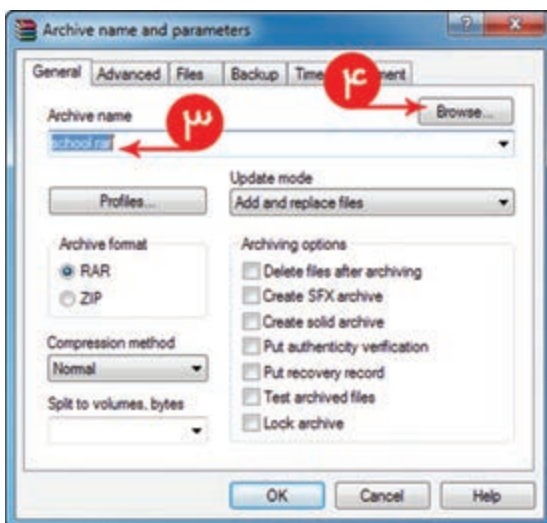 Archive name and parameters
General Advanced Files Backup Time
۴
Archive name
۳
Browse...
school.rar
Update mode
Profiles...
Add and replace files
Archive format
RAR
ZIP
Archiving options
Delete files after archiving
Create SFX archive
Create solid archive
Put authenticity verification
Put recovery record
Test archived files
Lock archive
Compression method
Normal
Split to volumes, bytes
OK Cancel Help